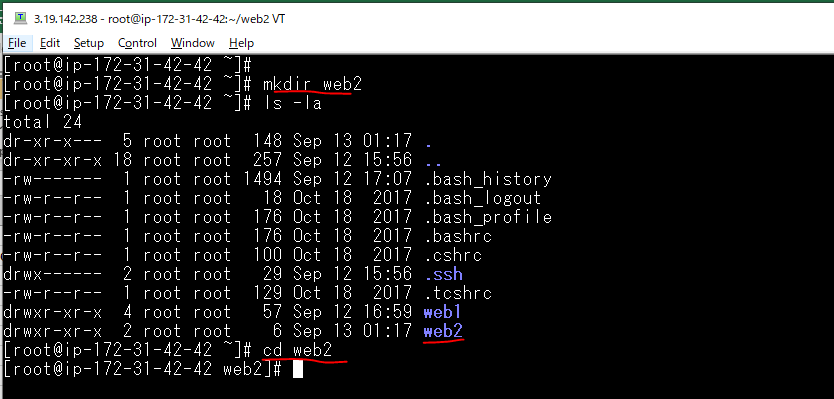 3.19.142.238 - root@ip-172-31-42-42:~/web2 VT
File Edit Setup Control Window Help
[root@ip-172-31-42-42 ~]#
[root@ip-172-31-42-42 ~]# mkdir web2
[root@ip-172-31-42-42 ~]# ls -la
total 24
dr-xr-x--- 5 root root 148 Sep 13 01:17 .
dr-xr-xr-x 18 root root 257 Sep 12 15:56 ..
-rw------- 1 root root 1494 Sep 12 17:07 .bash_history
-rw-r--r-- 1 root root 18 Oct 18 2017 .bash_logout
-rw-r--r-- 1 root root 176 Oct 18 2017 .bash_profile
-rw-r--r-- 1 root root 176 Oct 18 2017 .bashrc
-rw-r--r-- 1 root root 100 Oct 18 2017 .cshrc
drwx------ 2 root root 29 Sep 12 15:56 .ssh
-rw-r--r-- 1 root root 129 Oct 18 2017 .tcshrc
drwxr-xr-x 4 root root 57 Sep 12 16:59 web1
drwxr-xr-x 2 root root 6 Sep 13 01:17 web2
[root@ip-172-31-42-42 ~]# cd web2
[root@ip-172-31-42-42 web2]#